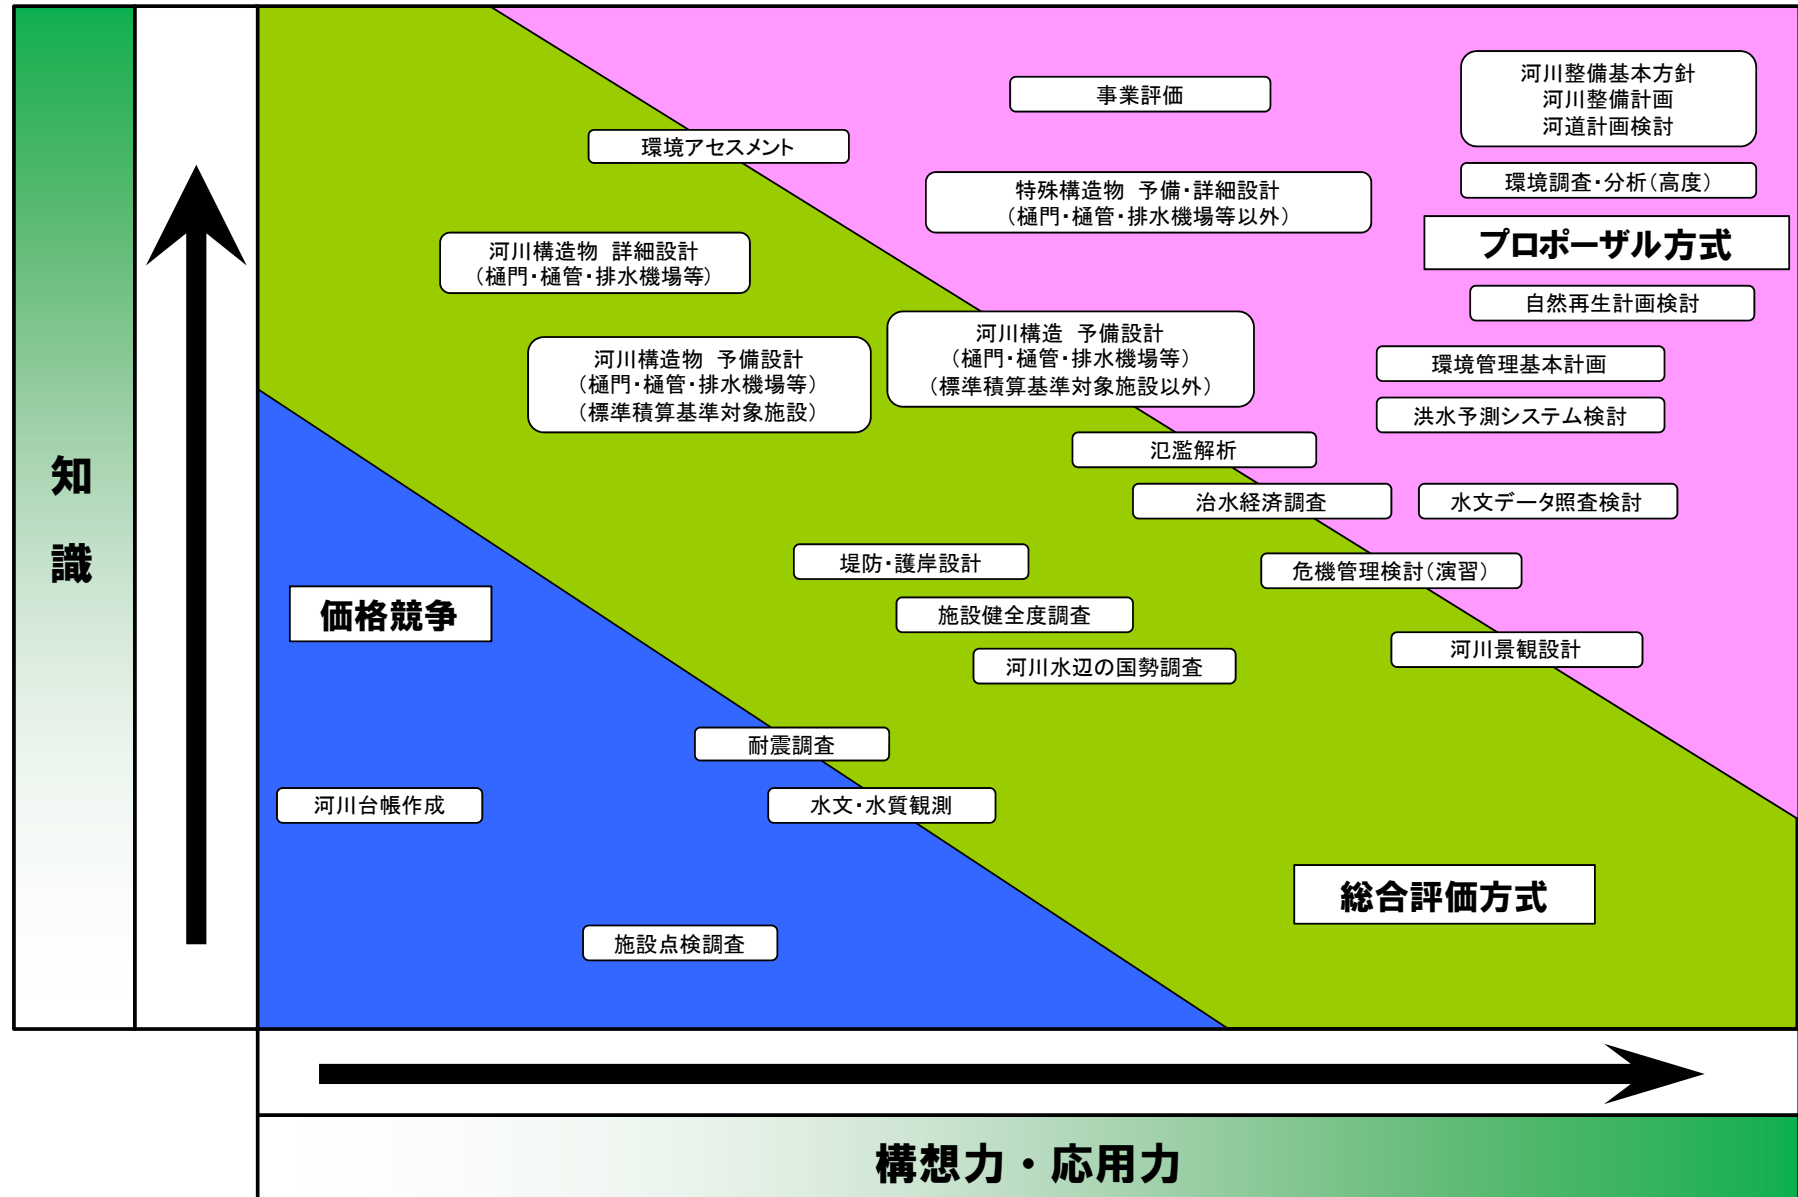 事業評価
河川整備基本方針
河川整備計画
河道計画検討
環境アセスメント
環境調査・分析（高度）
特殊構造物 予備・詳細設計
（樋門・樋管・排水機場等以外）
プロポーザル方式
河川構造物 詳細設計
（樋門・樋管・排水機場等）
自然再生計画検討
河川構造物 予備設計
（樋門・樋管・排水機場等）
（標準積算基準対象施設）
河川構造 予備設計
（樋門・樋管・排水機場等）
（標準積算基準対象施設以外）
環境管理基本計画
洪水予測システム検討
氾濫解析
治水経済調査
水文データ照査検討
知
識
堤防・護岸設計
危機管理検討（演習）
価格競争
施設健全度調査
河川水辺の国勢調査
河川景観設計
耐震調査
河川台帳作成
水文・水質観測
総合評価方式
施設点検調査
構想力・応用力